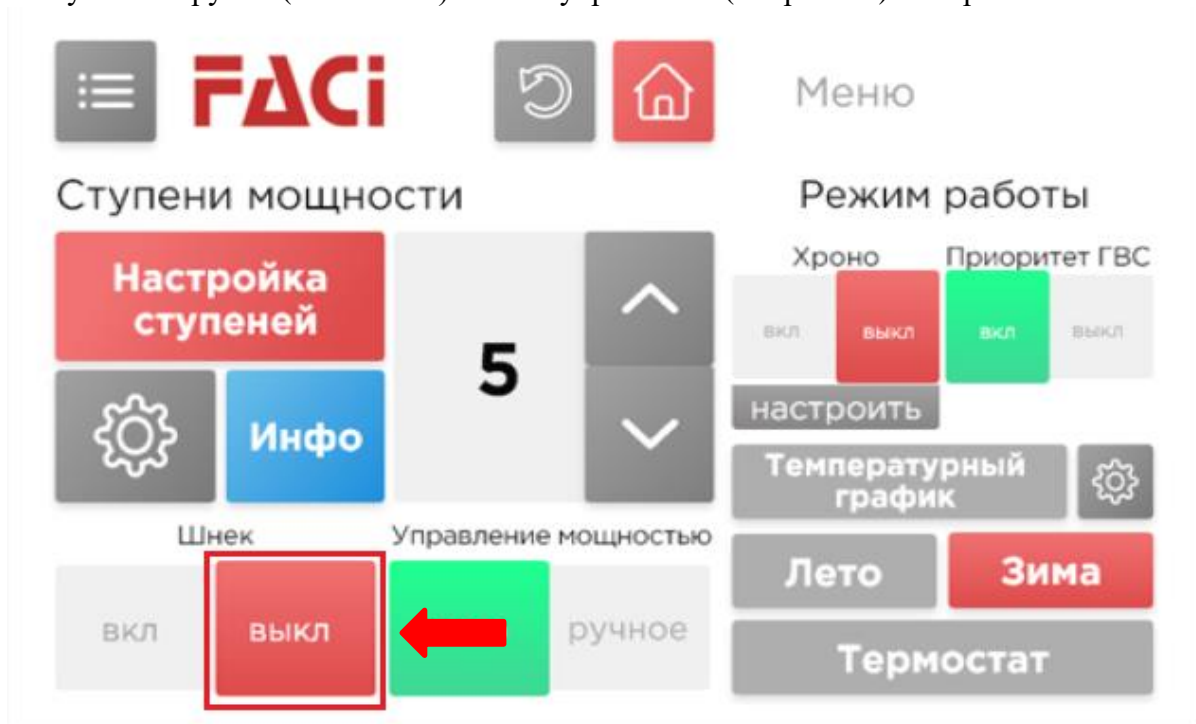 FACi
Меню
Ступени мощности
Режим работы
Настройка
ступеней
5
Хроно
Приоритет ГВС
вкл
выкл
вкл
выкл
настроить
Инфо
Температурный
график
Шнек
Управление мощностью
Лето
Зима
вкл
выкл
ручное
Термостат